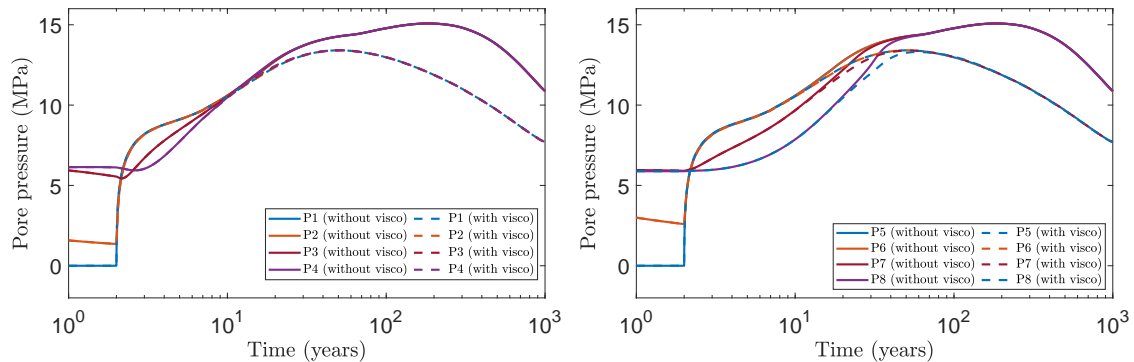 Pore pressure (MPa)
15
10
5
0
P1 (without visco) P1 (with visco)
P2 (without visco) P2 (with visco)
P3 (without visco) P3 (with visco)
P4 (without visco) P4 (with visco)
10^0 10^1 10^2 10^3
Time (years)
Pore pressure (MPa)
15
10
5
0
P5 (without visco) P5 (with visco)
P6 (without visco) P6 (with visco)
P7 (without visco) P7 (with visco)
P8 (without visco) P8 (with visco)
10^0 10^1 10^2 10^3
Time (years)